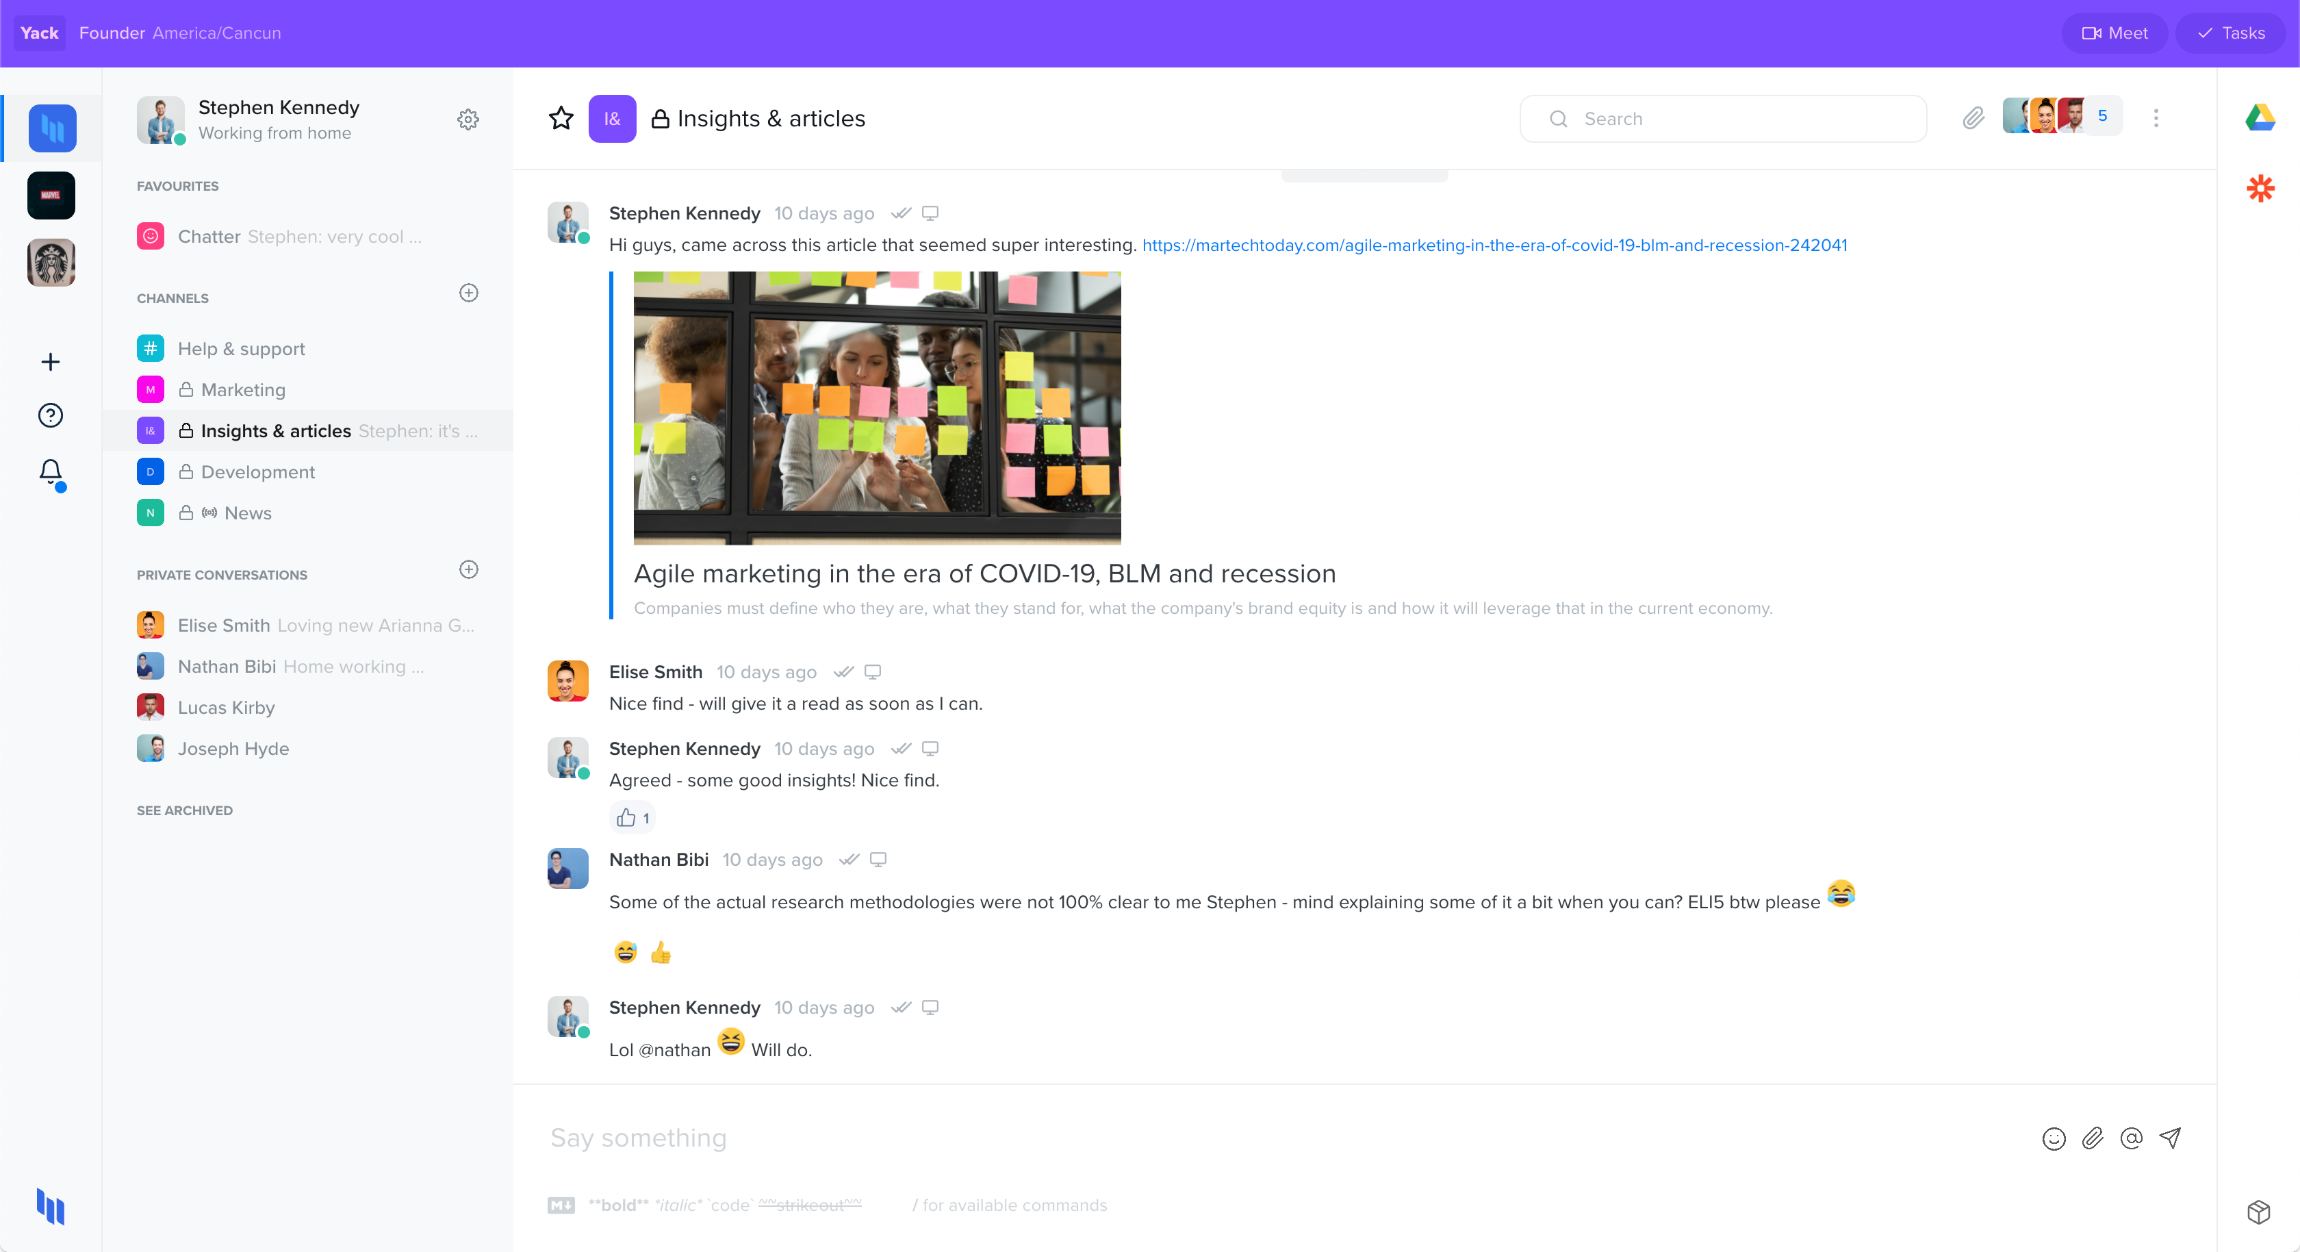 Yack Founder America/Cancun
Meet
Tasks
Stephen Kennedy
Working from home
FAVOURITES
Chatter Stephen: very cool ...
CHANNELS
# Help & support
M Marketing
I& Insights & articles Stephen: it's ...
D Development
N News
PRIVATE CONVERSATIONS
Elise Smith Loving new Arianna G...
Nathan Bibi Home working ...
Lucas Kirby
Joseph Hyde
SEE ARCHIVED
MARVEL
I& Insights & articles
Search
5
Stephen Kennedy 10 days ago
Hi guys, came across this article that seemed super interesting. https://martechtoday.com/agile-marketing-in-the-era-of-covid-19-blm-and-recession-242041
Agile marketing in the era of COVID-19, BLM and recession
Companies must define who they are, what they stand for, what the company's brand equity is and how it will leverage that in the current economy.
Elise Smith 10 days ago
Nice find - will give it a read as soon as I can.
Stephen Kennedy 10 days ago
Agreed - some good insights! Nice find.
1
Nathan Bibi 10 days ago
Some of the actual research methodologies were not 100% clear to me Stephen - mind explaining some of it a bit when you can? ELI5 btw please 😂
😅 👍
Stephen Kennedy 10 days ago
Lol @nathan 😆 Will do.
Say something
M↓ **bold** *italic* `code` ~~strikeout~~ / for available commands